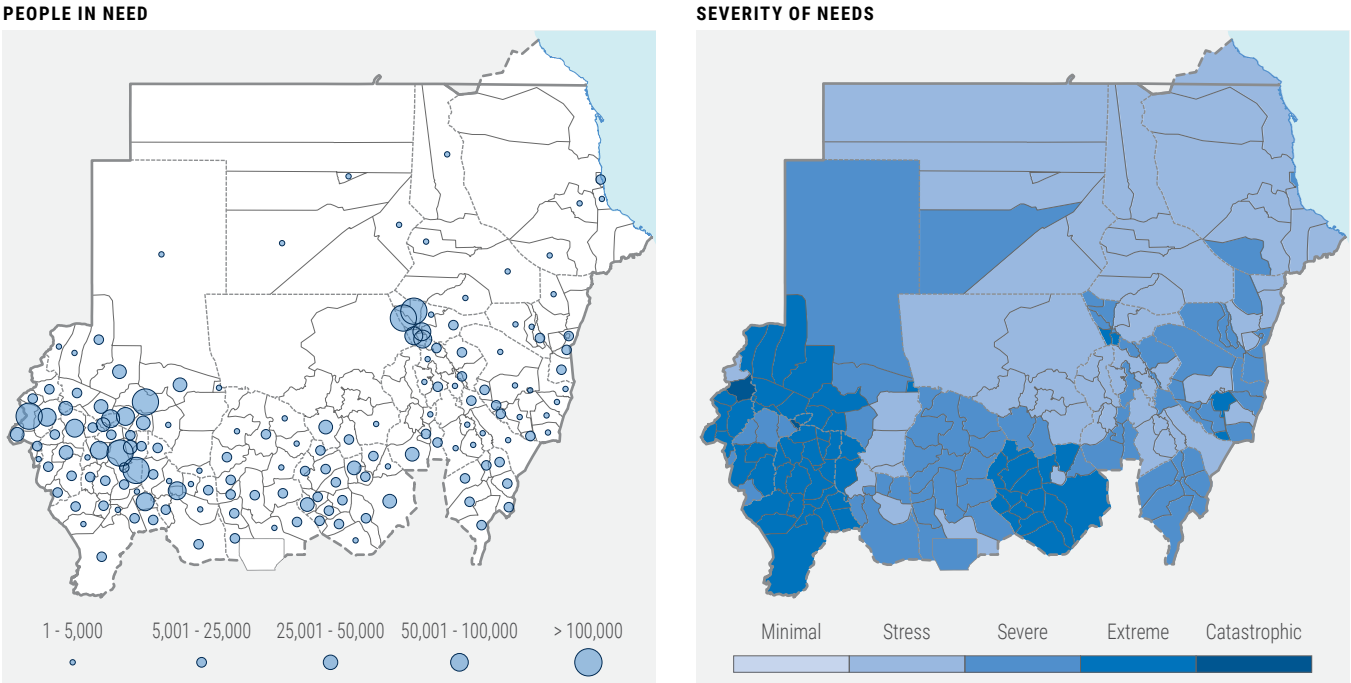 PEOPLE IN NEED
SEVERITY OF NEEDS
1 - 5,000
5,001 - 25,000
25,001 - 50,000
50,001 - 100,000
> 100,000
Minimal
Stress
Severe
Extreme
Catastrophic